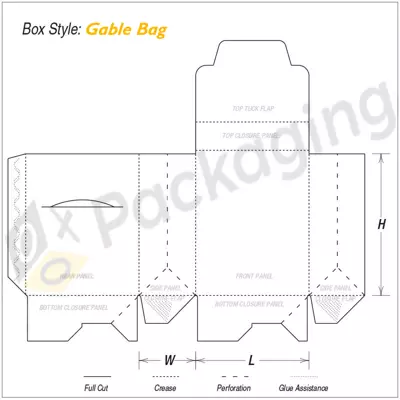 Box Style: Gable Bag
TOP TUCK FLAP
TOP CLOSURE PANEL
Packaging
H
REAR PANEL
SIDE PANEL
FRONT PANEL
SIDE PANEL
BOTTOM CLOSURE PANEL
BOTTOM CLOSURE PANEL
W
L
Full Cut
Crease
Perforation
Glue Assistance